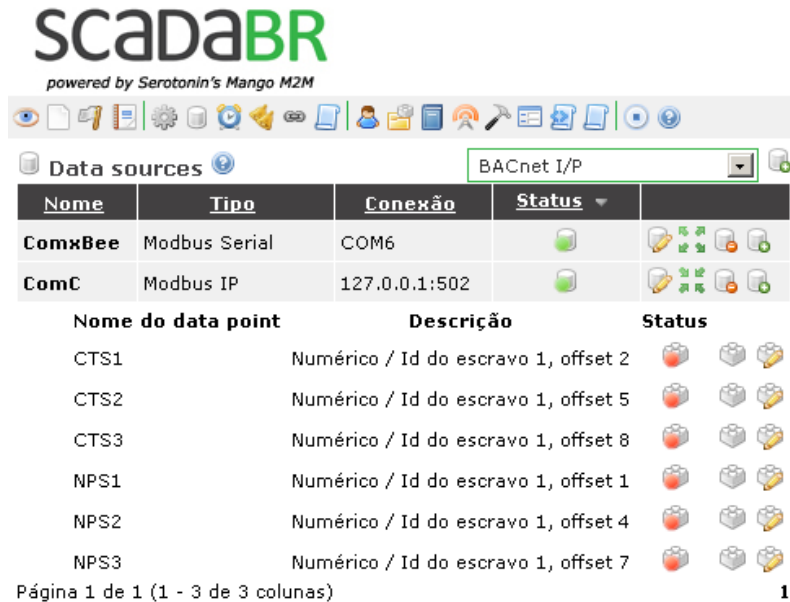 scadaBR
powered by Serotonin's Mango M2M
Data sources BACnet I/P
Nome Tipo Conexão Status
ComxBee Modbus Serial COM6
ComC Modbus IP 127.0.0.1:502
Nome do data point Descrição Status
CTS1 Numérico / Id do escravo 1, offset 2
CTS2 Numérico / Id do escravo 1, offset 5
CTS3 Numérico / Id do escravo 1, offset 8
NPS1 Numérico / Id do escravo 1, offset 1
NPS2 Numérico / Id do escravo 1, offset 4
NPS3 Numérico / Id do escravo 1, offset 7
Página 1 de 1 (1 - 3 de 3 colunas) 1